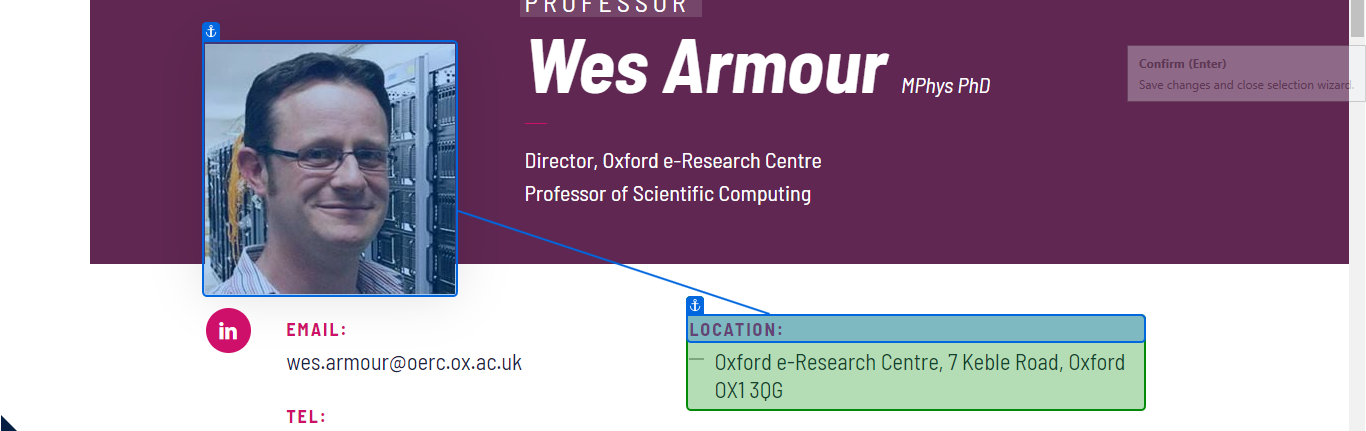 PROFESSOR
Wes Armour MPhys PhD
Confirm (Enter)
Save changes and close selection wizard.
Director, Oxford e-Research Centre
Professor of Scientific Computing
in
EMAIL:
wes.armour@oerc.ox.ac.uk
TEL:
LOCATION:
— Oxford e-Research Centre, 7 Keble Road, Oxford
OX1 3QG